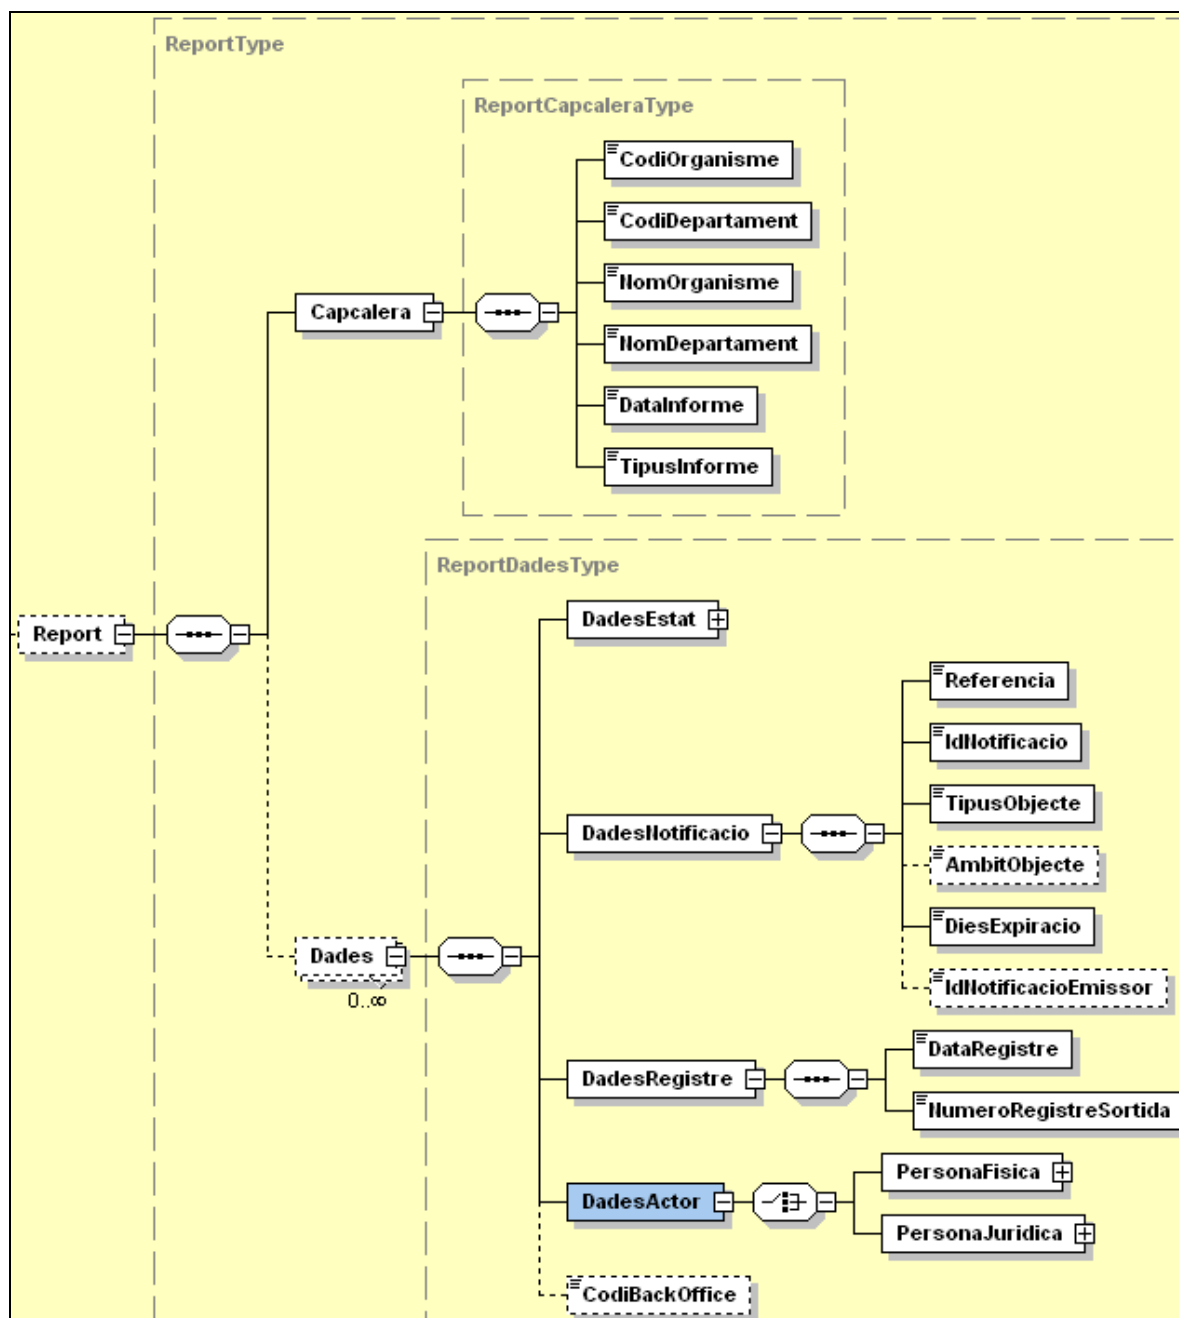 ReportType
ReportCapcaleraType
CodiOrganisme
CodiDepartament
NomOrganisme
Capcalera
NomDepartament
DataInforme
TipusInforme
ReportDadesType
Report
DadesEstat
Referencia
IdNotificacio
TipusObjecte
DadesNotificacio
AmbitObjecte
DiesExpiracio
Dades
0..∞
IdNotificacioEmissor
DataRegistre
DadesRegistre
NumeroRegistreSortida
PersonaFisica
DadesActor
PersonaJuridica
CodiBackOffice